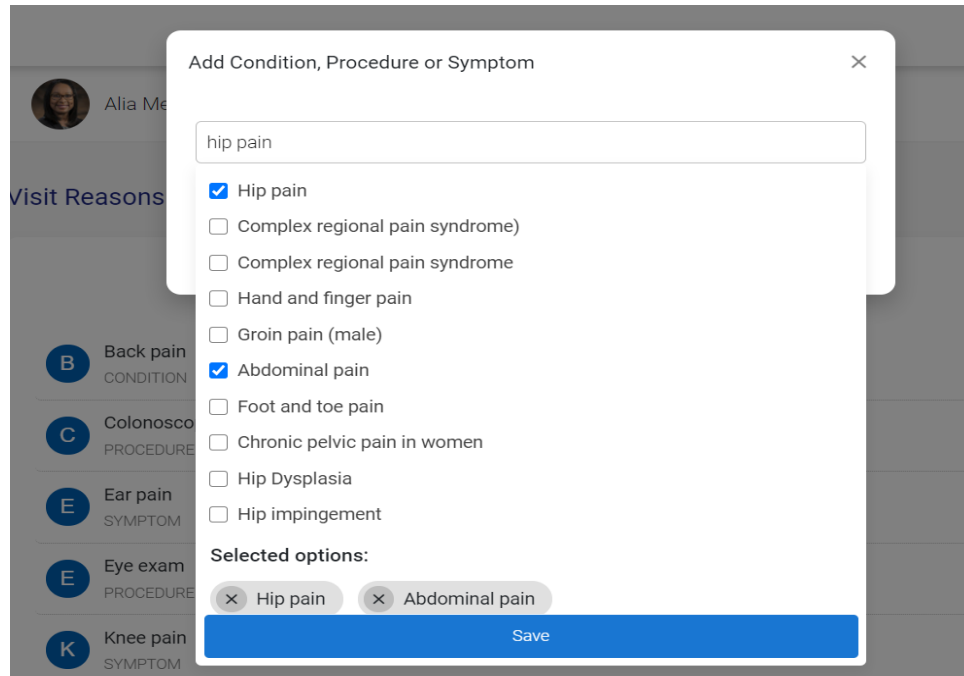 Add Condition, Procedure or Symptom
Alia Me
hip pain
Visit Reasons
Hip pain
Complex regional pain syndrome)
Complex regional pain syndrome
Hand and finger pain
Groin pain (male)
Abdominal pain
Foot and toe pain
Chronic pelvic pain in women
Hip Dysplasia
Hip impingement
Selected options:
Hip pain Abdominal pain
Save
B Back pain
CONDITION
C Colonosco
PROCEDURE
E Ear pain
SYMPTOM
E Eye exam
PROCEDURE
K Knee pain
SYMPTOM